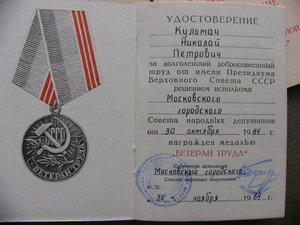 УДОСТОВЕРЕНИЕ
Кульмач
Николай
Петрович
за долголетний добросовестный
труд от имени Президиума
Верховного Совета СССР
решением исполкома
Московского
городского
Совета народных депутатов
от 30 октября 1984 г.
награжден медалью
"ВЕТЕРАН ТРУДА"
Секретарь исполкома
Московского городского
Совета народных депутатов
М. П.
30 ноября 1984 г.
СССР
ВЕТЕРАН ТРУДА